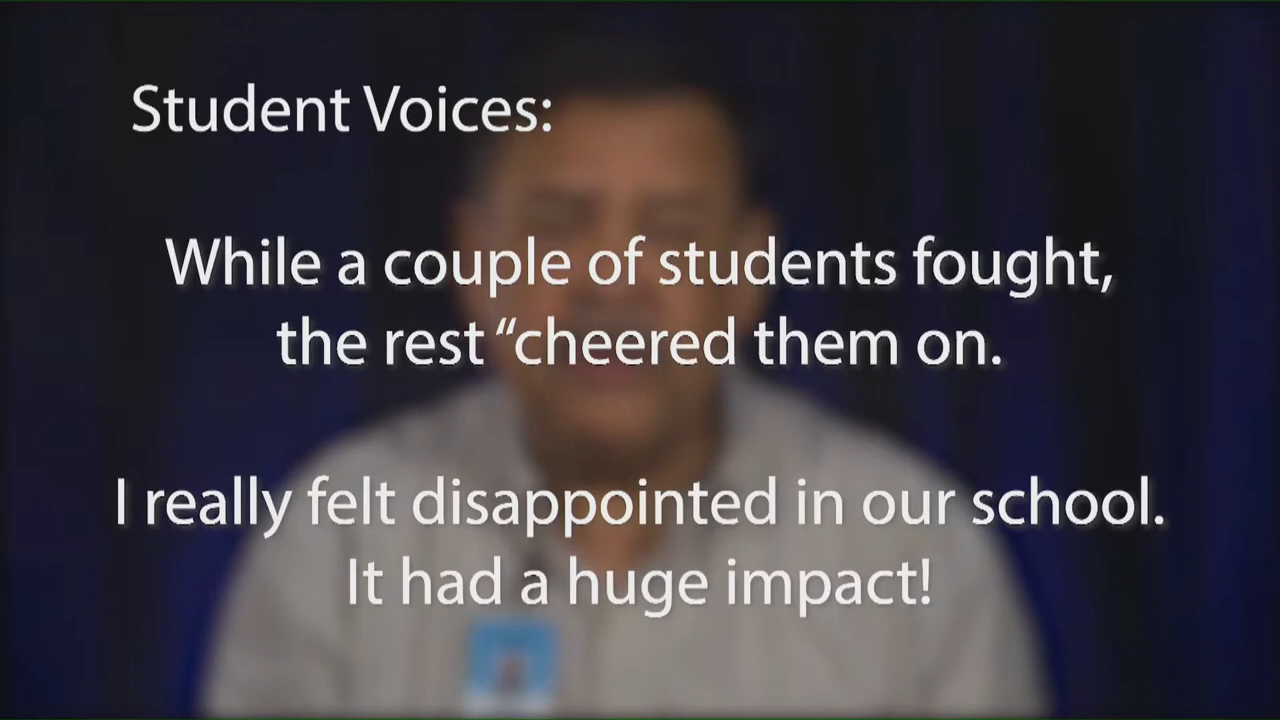 Student Voices:
While a couple of students fought,
the rest “cheered them on.
I really felt disappointed in our school.
It had a huge impact!